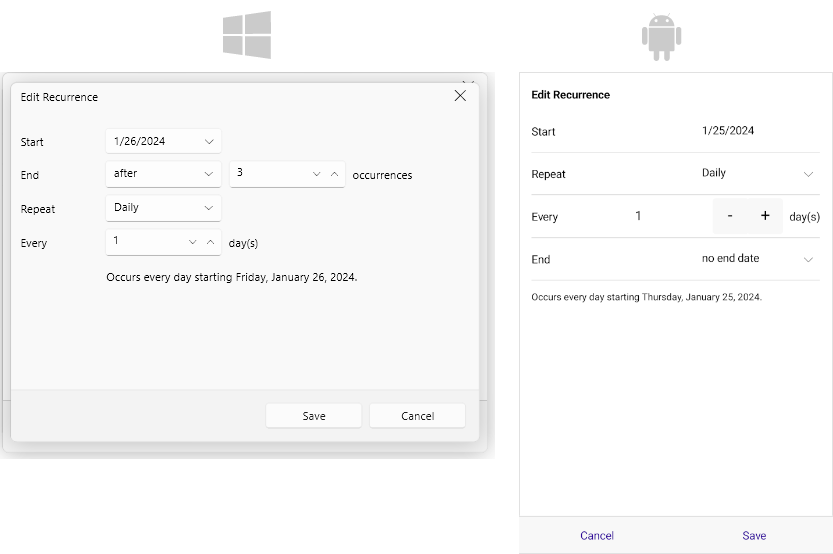 Edit Recurrence
Start 1/26/2024
End after 3 occurrences
Repeat Daily
Every 1 day(s)
Occurs every day starting Friday, January 26, 2024.
Save Cancel
Edit Recurrence
Start 1/25/2024
Repeat Daily
Every 1 - + day(s)
End no end date
Occurs every day starting Thursday, January 25, 2024.
Cancel Save